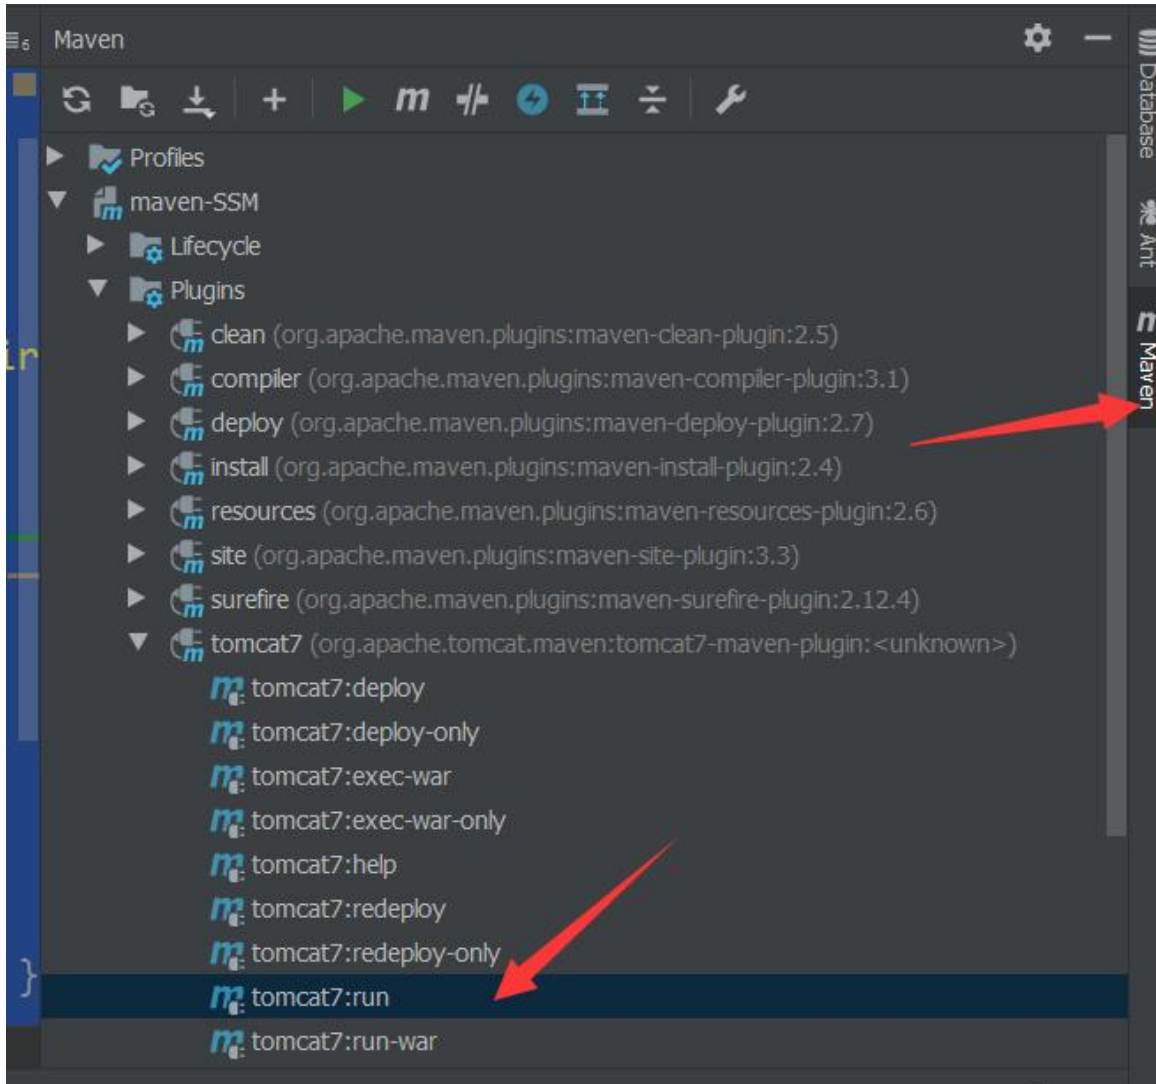 6
Maven
m
Profiles
maven-SSM
Lifecycle
Plugins
clean (org.apache.maven.plugins:maven-clean-plugin:2.5)
compiler (org.apache.maven.plugins:maven-compiler-plugin:3.1)
deploy (org.apache.maven.plugins:maven-deploy-plugin:2.7)
install (org.apache.maven.plugins:maven-install-plugin:2.4)
resources (org.apache.maven.plugins:maven-resources-plugin:2.6)
site (org.apache.maven.plugins:maven-site-plugin:3.3)
surefire (org.apache.maven.plugins:maven-surefire-plugin:2.12.4)
tomcat7 (org.apache.tomcat.maven:tomcat7-maven-plugin:<unknown>)
tomcat7:deploy
tomcat7:deploy-only
tomcat7:exec-war
tomcat7:exec-war-only
tomcat7:help
tomcat7:redeploy
tomcat7:redeploy-only
tomcat7:run
tomcat7:run-war
}
Database
Ant
Maven